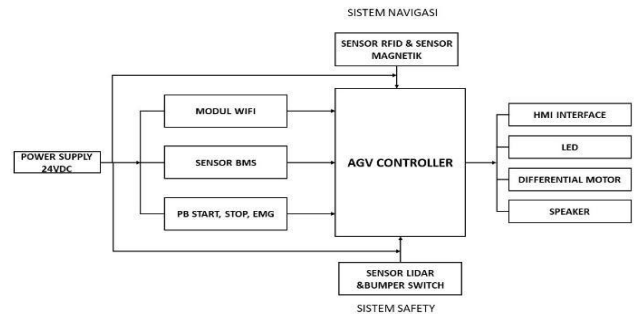 SISTEM NAVIGASI
SENSOR RFID & SENSOR
MAGNETIK
MODUL WIFI
HMI INTERFACE
LED
POWER SUPPLY
24VDC
SENSOR BMS
AGV CONTROLLER
DIFFERENTIAL MOTOR
PB START, STOP, EMG
SPEAKER
SENSOR LIDAR
&BUMPER SWITCH
SISTEM SAFETY